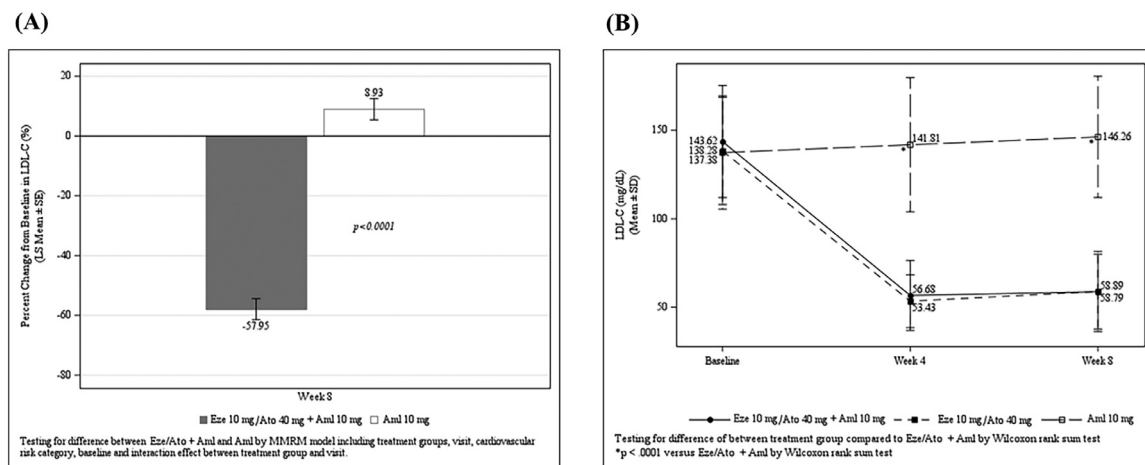 (A)
20
8.93
0
-20
p<0.0001
-40
-60
-57.95
-80
Percent Change from Baseline in LDL-C (%)
(LS Mean ± SE)
Week 8
Eze 10 mg/Ato 40 mg + Aml 10 mg Aml 10 mg
Testing for difference between Eze/Ato + Aml and Aml by MMRM model including treatment groups, visit, cardiovascular
risk category, baseline and interaction effect between treatment group and visit.
(B)
150
143.62
138.28
137.38
*
141.81
*
146.26
100
50
56.68
53.43
58.89
58.79
LDL-C (mg/dL)
(Mean ± SD)
Baseline Week 4 Week 8
Eze 10 mg/Ato 40 mg + Aml 10 mg Eze 10 mg/Ato 40 mg Aml 10 mg
Testing for difference of between treatment group compared to Eze/Ato + Aml by Wilcoxon rank sum test
*p < .0001 versus Eze/Ato + Aml by Wilcoxon rank sum test